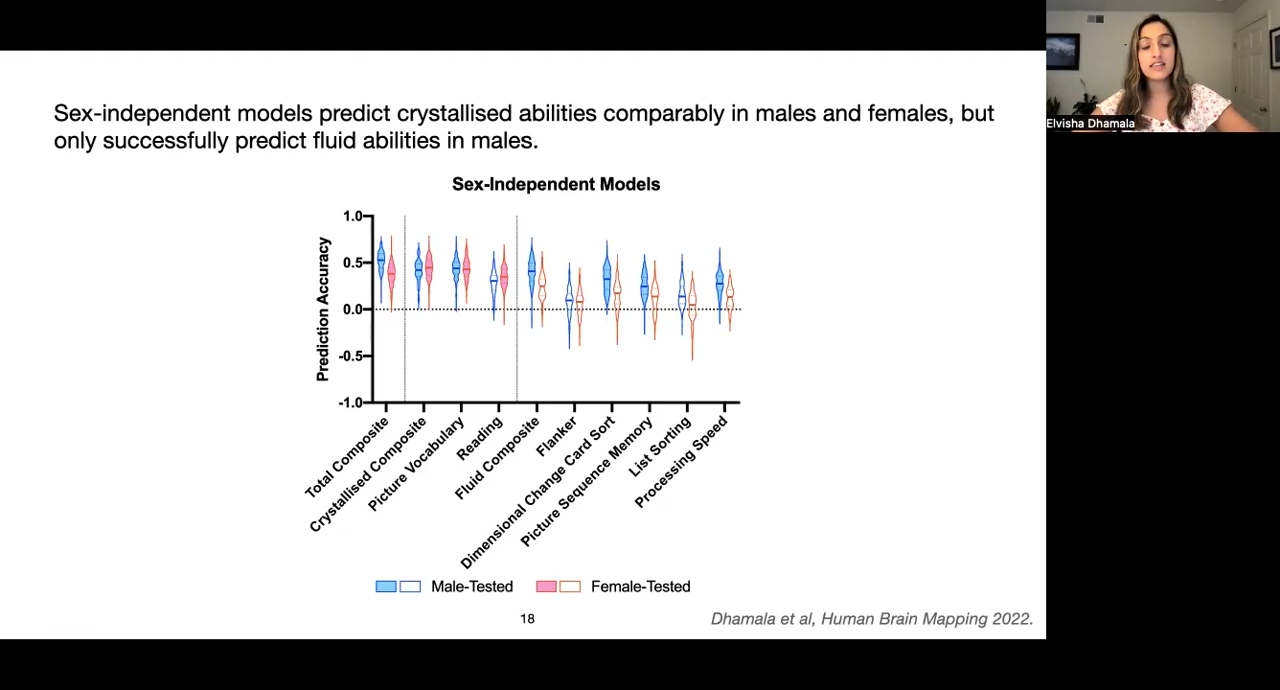 Sex-independent models predict crystallised abilities comparably in males and females, but
only successfully predict fluid abilities in males.
Elvisha Dhamala
Sex-Independent Models
Prediction Accuracy
1.0
0.5
0.0
-0.5
-1.0
Total Composite
Crystallised Composite
Picture Vocabulary
Reading
Fluid Composite
Flanker
Dimensional Change Card Sort
Picture Sequence Memory
List Sorting
Processing Speed
Male-Tested
Female-Tested
18
Dhamala et al, Human Brain Mapping 2022.